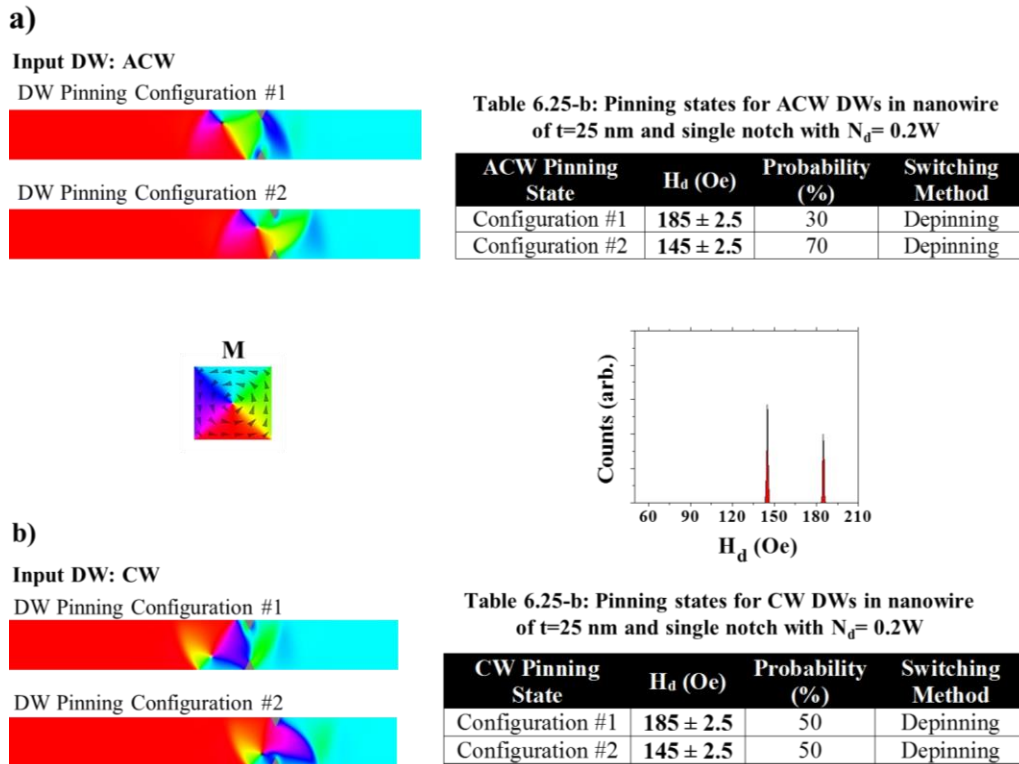 a)
Input DW: ACW
DW Pinning Configuration #1
DW Pinning Configuration #2
Table 6.25-b: Pinning states for ACW DWs in nanowire
of t=25 nm and single notch with Nd= 0.2W
ACW Pinning State Hd (Oe) Probability (%) Switching Method
Configuration #1 185 ± 2.5 30 Depinning
Configuration #2 145 ± 2.5 70 Depinning
M
Counts (arb.)
60 90 120 150 180 210
Hd (Oe)
b)
Input DW: CW
DW Pinning Configuration #1
DW Pinning Configuration #2
Table 6.25-b: Pinning states for CW DWs in nanowire
of t=25 nm and single notch with Nd= 0.2W
CW Pinning State Hd (Oe) Probability (%) Switching Method
Configuration #1 185 ± 2.5 50 Depinning
Configuration #2 145 ± 2.5 50 Depinning